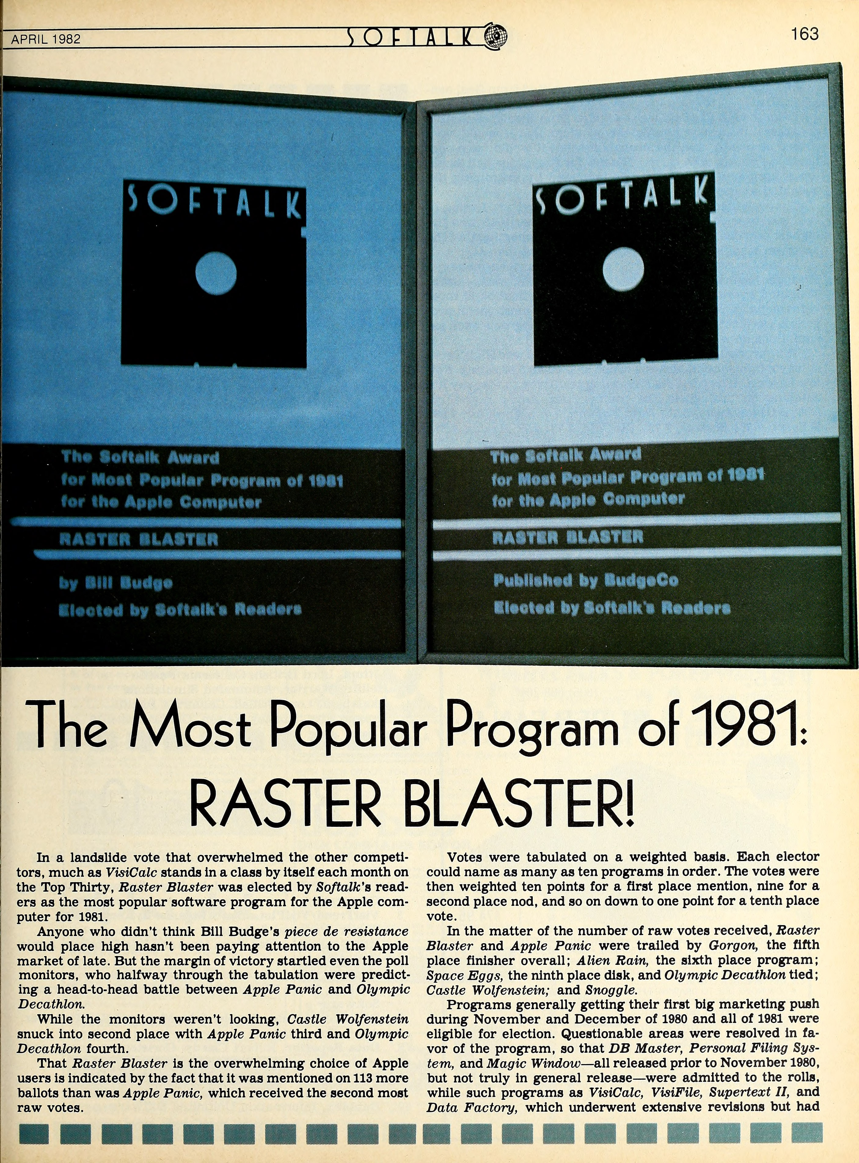 APRIL 1982
SOFTALK
163
SOFTALK
The Softalk Award
for Most Popular Program of 1981
for the Apple Computer
RASTER BLASTER
by Bill Budge
Elected by Softalk's Readers
SOFTALK
The Softalk Award
for Most Popular Program of 1981
for the Apple Computer
RASTER BLASTER
Published by BudgeCo
Elected by Softalk's Readers
The Most Popular Program of 1981:
RASTER BLASTER!
In a landslide vote that overwhelmed the other competi-
tors, much as VisiCalc stands in a class by itself each month on
the Top Thirty, Raster Blaster was elected by Softalk's read-
ers as the most popular software program for the Apple com-
puter for 1981.
Anyone who didn't think Bill Budge's piece de resistance
would place high hasn't been paying attention to the Apple
market of late. But the margin of victory startled even the poll
monitors, who halfway through the tabulation were predict-
ing a head-to-head battle between Apple Panic and Olympic
Decathlon.
While the monitors weren't looking, Castle Wolfenstein
snuck into second place with Apple Panic third and Olympic
Decathlon fourth.
That Raster Blaster is the overwhelming choice of Apple
users is indicated by the fact that it was mentioned on 113 more
ballots than was Apple Panic, which received the second most
raw votes.
Votes were tabulated on a weighted basis. Each elector
could name as many as ten programs in order. The votes were
then weighted ten points for a first place mention, nine for a
second place nod, and so on down to one point for a tenth place
vote.
In the matter of the number of raw votes received, Raster
Blaster and Apple Panic were trailed by Gorgon, the fifth
place finisher overall; Alien Rain, the sixth place program;
Space Eggs, the ninth place disk, and Olympic Decathlon tied;
Castle Wolfenstein; and Snoggle.
Programs generally getting their first big marketing push
during November and December of 1980 and all of 1981 were
eligible for election. Questionable areas were resolved in fa-
vor of the program, so that DB Master, Personal Filing Sys-
tem, and Magic Window—all released prior to November 1980,
but not truly in general release—were admitted to the rolls,
while such programs as VisiCalc, VisiFile, Supertext II, and
Data Factory, which underwent extensive revisions but had